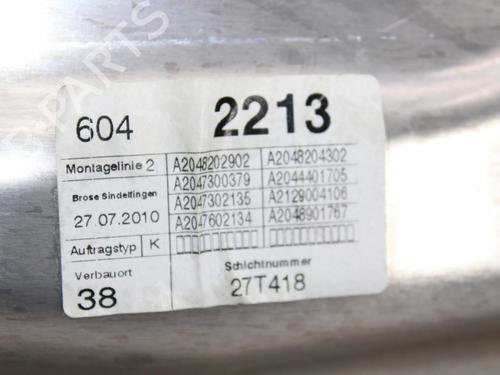 B-PARTS
604 2213
Montagelinie 2 A2048202902 A2048204302
A2047300379 A2044401705
Brose Sindelfingen A2047302135 A2129004106
27.07.2010 A2047602134 A2048901767
Auftragstyp K
Verbauort Schichtnummer
38 27T418